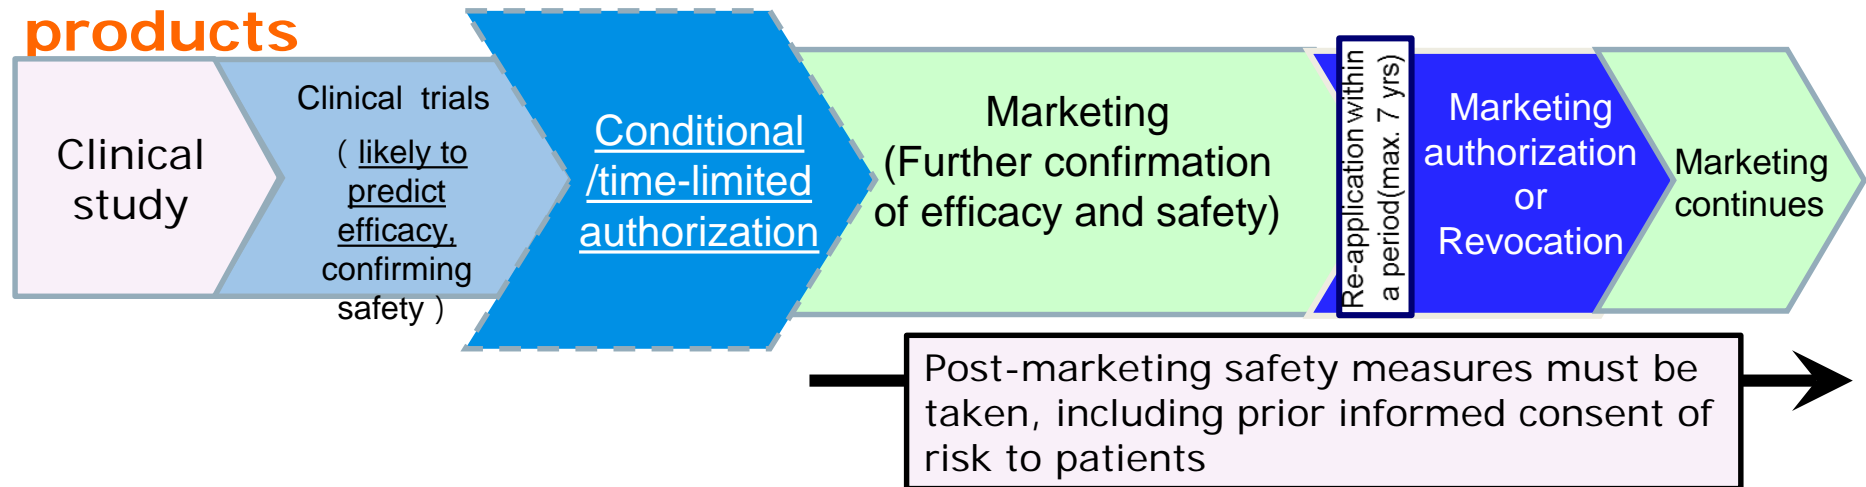 products
Clinical
study
Clinical trials
( likely to
predict
efficacy,
confirming
safety )
Conditional
/time-limited
authorization
Marketing
(Further confirmation
of efficacy and safety)
Re-application within
a period(max. 7 yrs)
Marketing
authorization
or
Revocation
Marketing
continues
Post-marketing safety measures must be
taken, including prior informed consent of
risk to patients